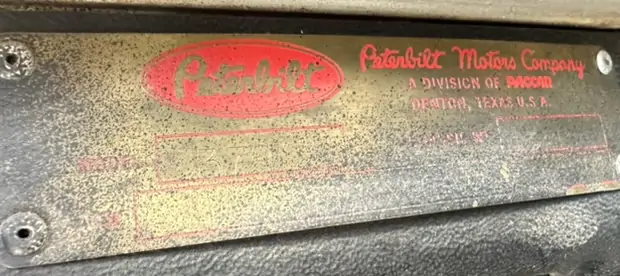 Peterbilt
Peterbilt Motors Company
A DIVISION OF PACCAR
DENTON, TEXAS U.S.A.